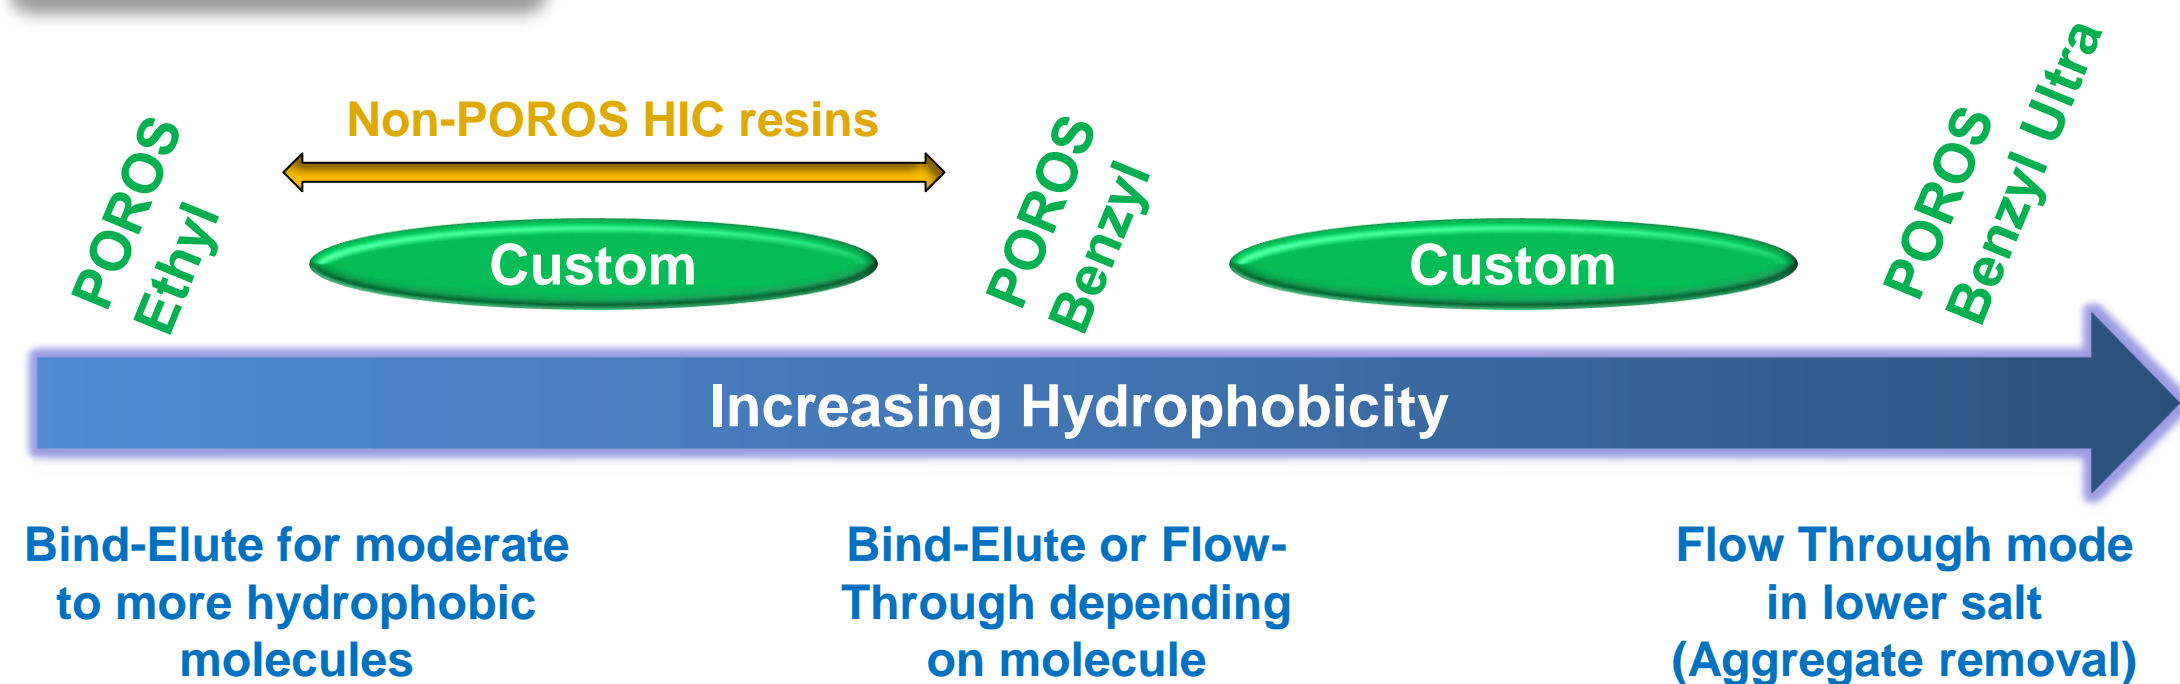 POROS
Ethyl
Non-POROS HIC resins
Custom
POROS
Benzyl
Custom
POROS
Benzyl Ultra
Increasing Hydrophobicity
Bind-Elute for moderate
to more hydrophobic
molecules
Bind-Elute or Flow-
Through depending
on molecule
Flow Through mode
in lower salt
(Aggregate removal)